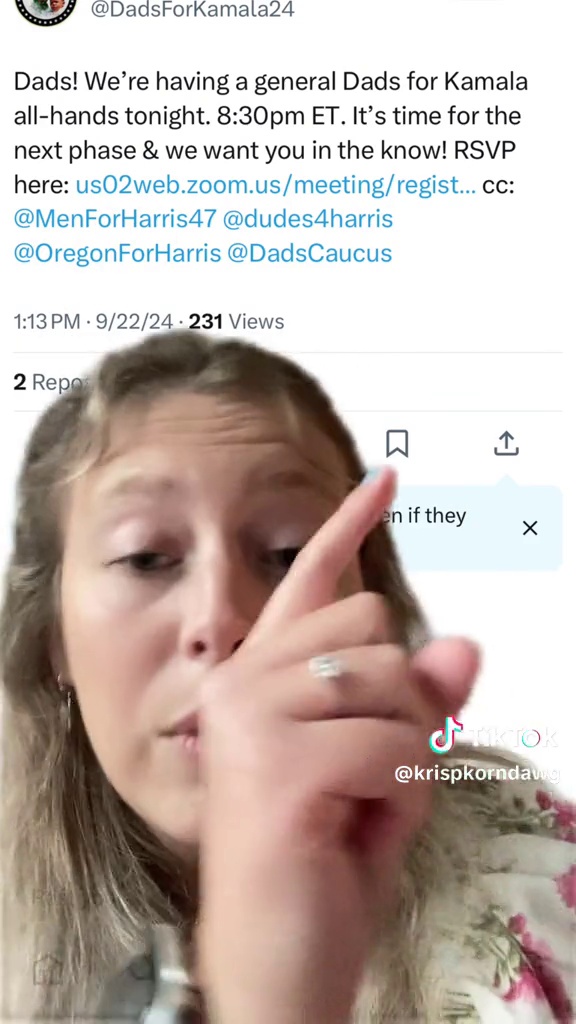 @DadsForKamala24
Dads! We’re having a general Dads for Kamala
all-hands tonight. 8:30pm ET. It’s time for the
next phase & we want you in the know! RSVP
here: us02web.zoom.us/meeting/regist... cc:
@MenForHarris47 @dudes4harris
@OregonForHarris @DadsCaucus
1:13 PM · 9/22/24 · 231 Views
2 Repo
en if they
TikTok
@krispkorndawg